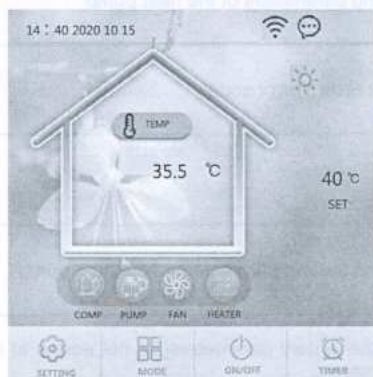 14 : 40 2020 10 15
TEMP
35.5 ℃
40 ℃
SET
COMP PUMP FAN HEATER
SETTING MODE ON/OFF TIMER